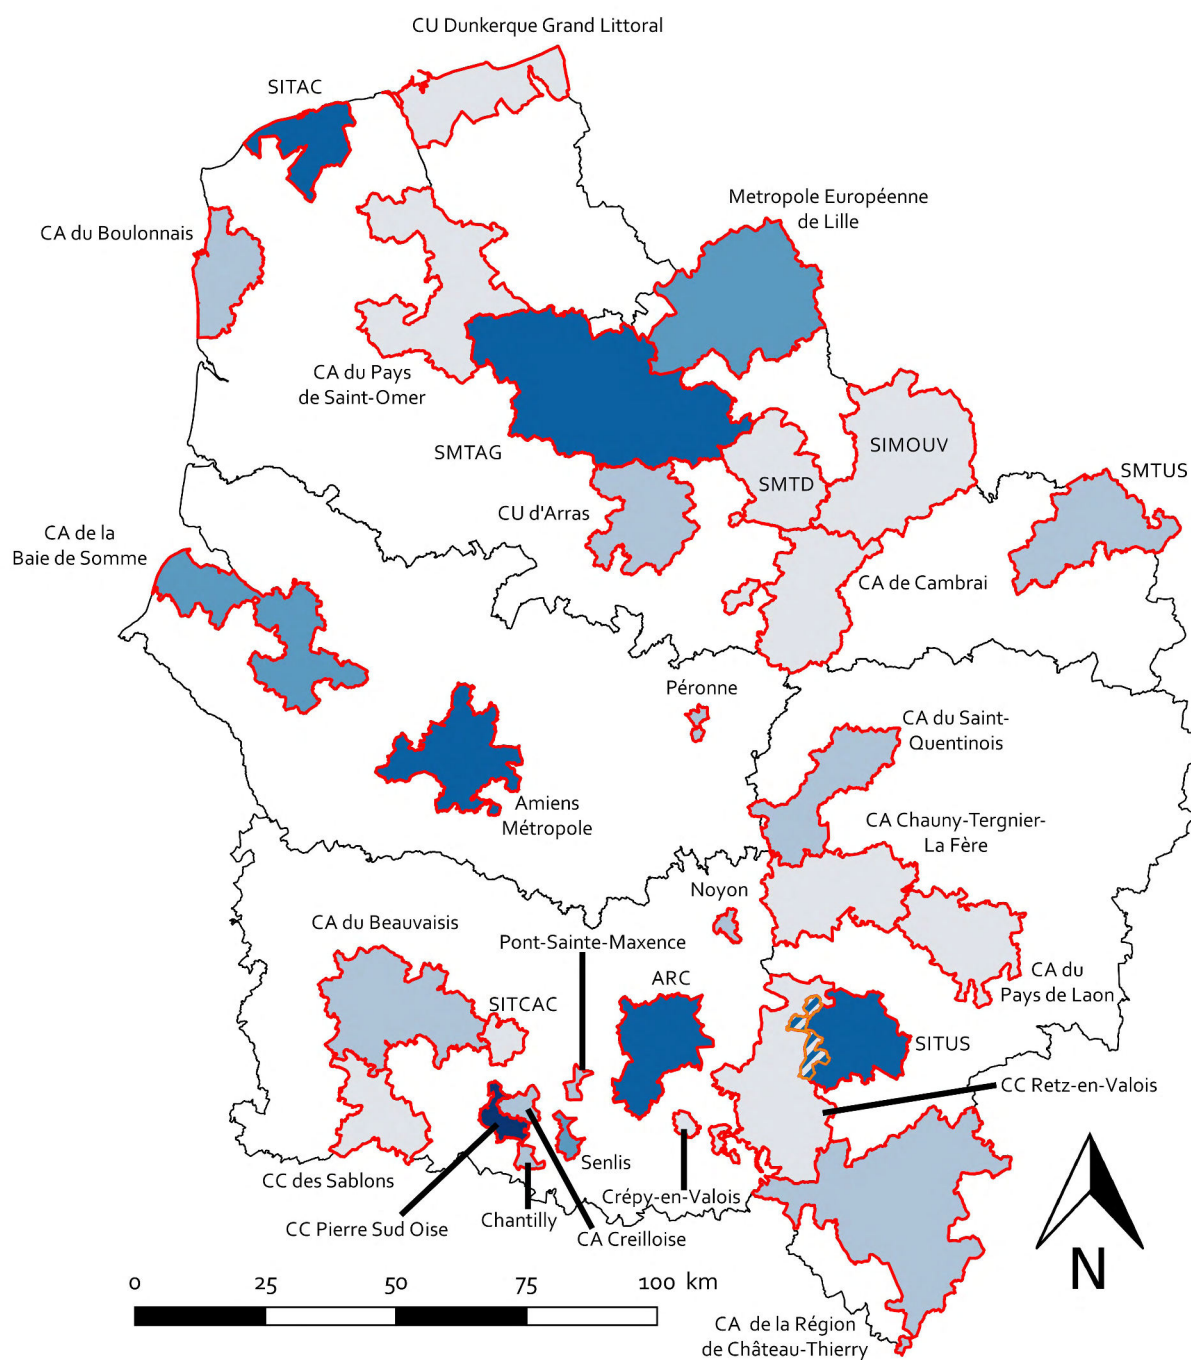 CU Dunkerque Grand Littoral
SITAC
Metropole Européenne
de Lille
CA du Boulonnais
CA du Pays
de Saint-Omer
SMTAG
SIMOUV
SMTD
SMTUS
CU d'Arras
CA de la
Baie de Somme
CA de Cambrai
Péronne
CA du Saint-
Quentinois
Amiens
Métropole
CA Chauny-Tergnier-
La Fère
Noyon
CA du Beauvaisis
Pont-Sainte-Maxence
ARC
SITCAC
CA du
Pays de Laon
SITUS
CC Retz-en-Valois
CC des Sablons
Senlis
Crépy-en-Valois
Chantilly
CC Pierre Sud Oise
CA Creilloise
N
0 25 50 75 100 km
CA de la Région
de Château-Thierry